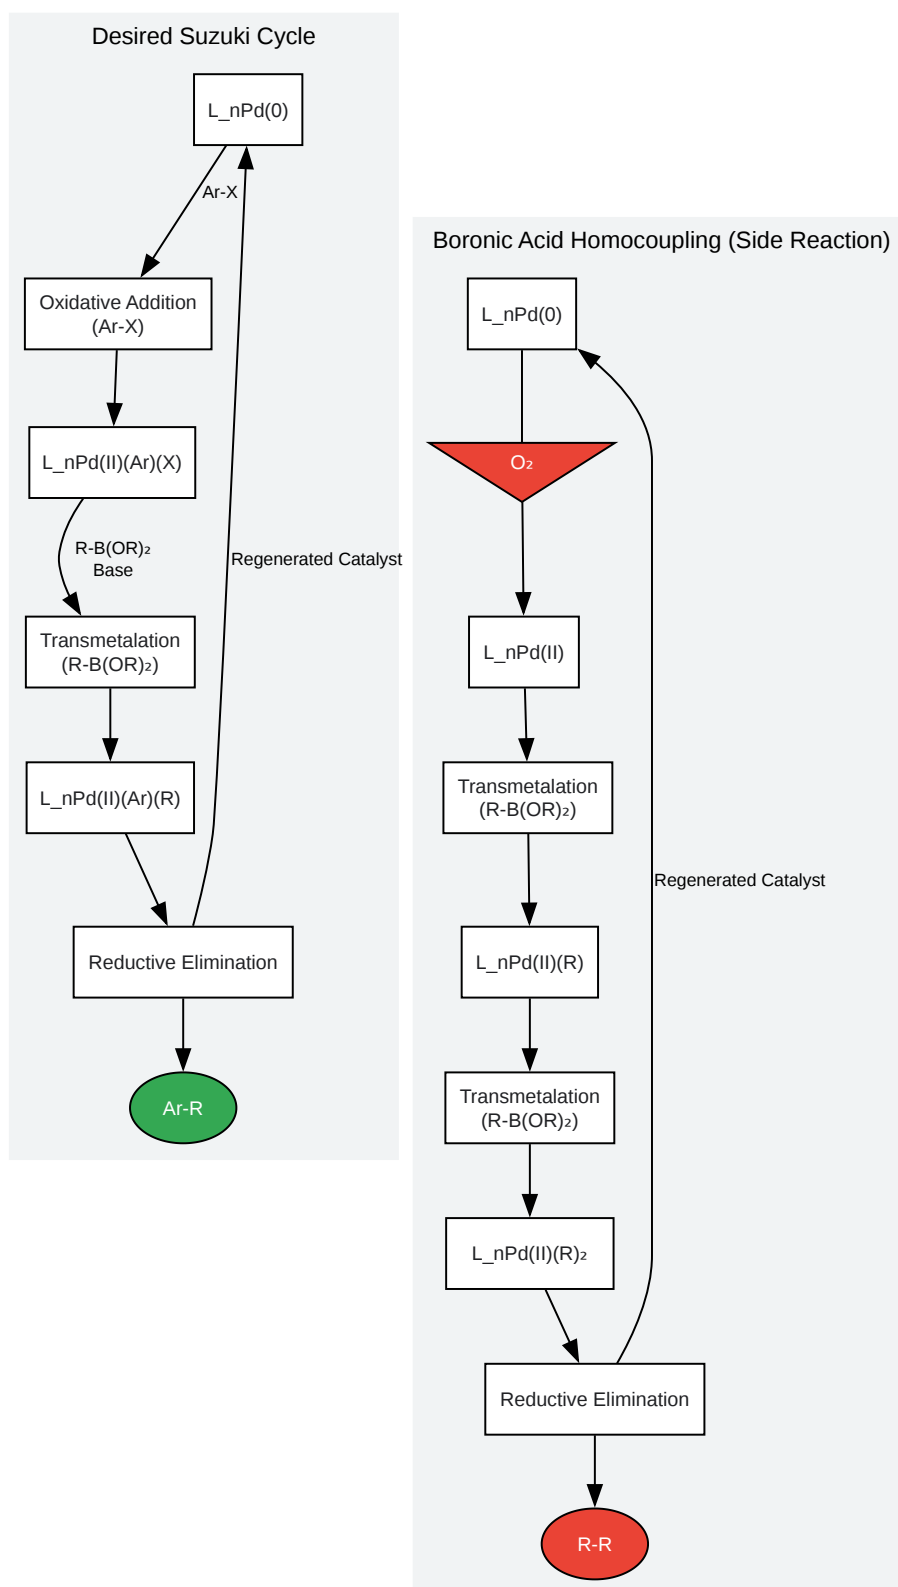 Desired Suzuki Cycle
L_nPd(0)
Ar-X
Oxidative Addition
(Ar-X)
L_nPd(II)(Ar)(X)
R-B(OR)₂
Base
Regenerated Catalyst
Transmetalation
(R-B(OR)₂)
L_nPd(II)(Ar)(R)
Reductive Elimination
Ar-R
Boronic Acid Homocoupling (Side Reaction)
L_nPd(0)
O₂
L_nPd(II)
Transmetalation
(R-B(OR)₂)
Regenerated Catalyst
L_nPd(II)(R)
Transmetalation
(R-B(OR)₂)
L_nPd(II)(R)₂
Reductive Elimination
R-R